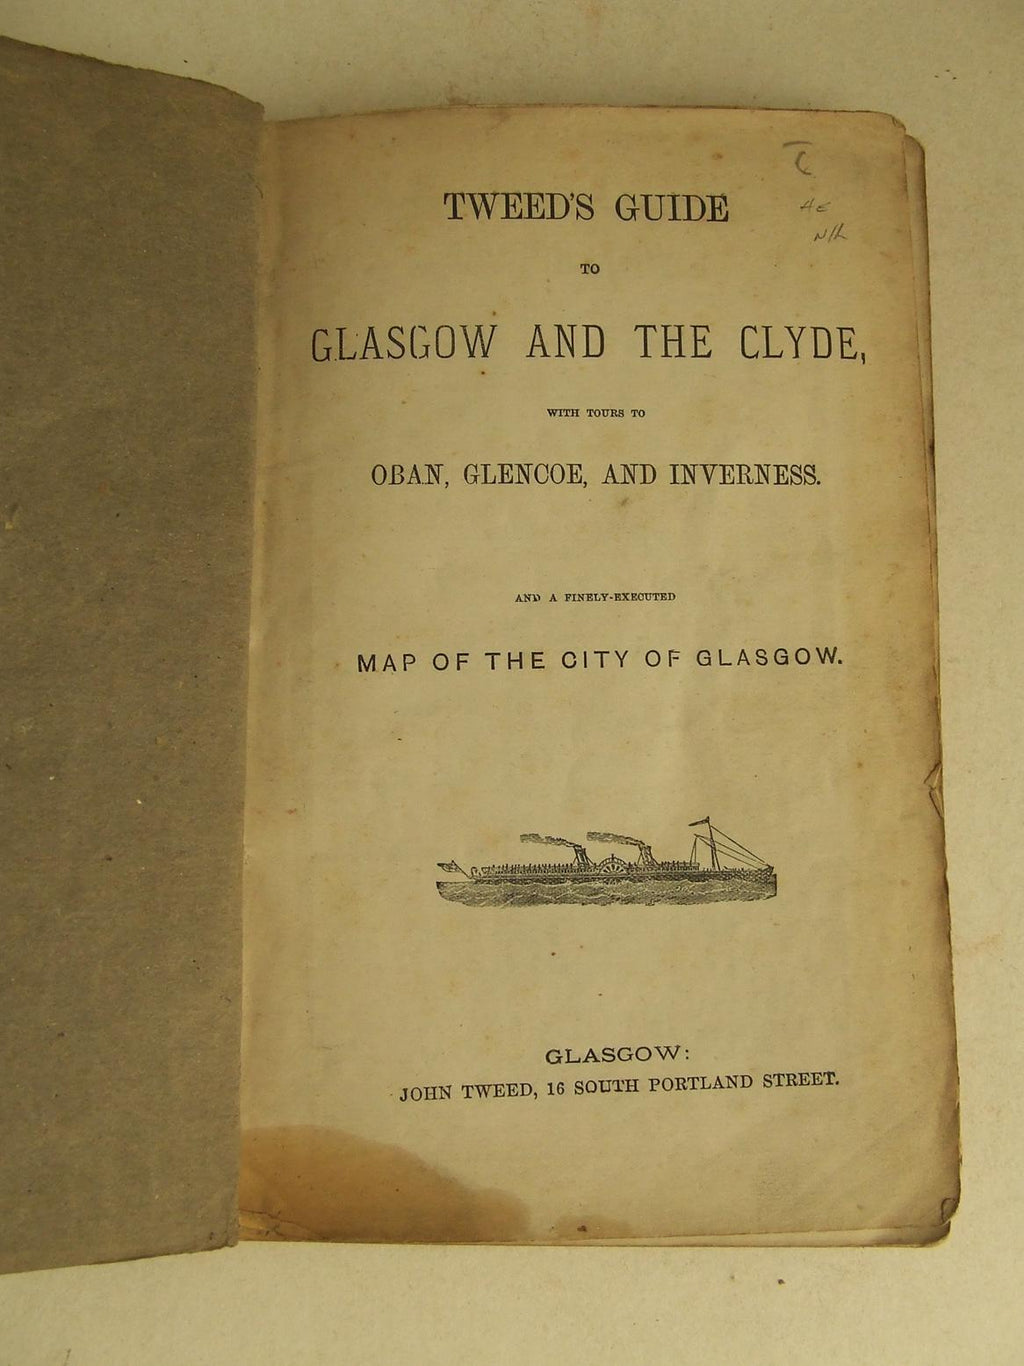 TWEED'S GUIDE
TO
GLASGOW AND THE CLYDE,
WITH TOURS TO
OBAN, GLENCOE, AND INVERNESS.
AND A FINELY-EXECUTED
MAP OF THE CITY OF GLASGOW.
GLASGOW:
JOHN TWEED, 16 SOUTH PORTLAND STREET.